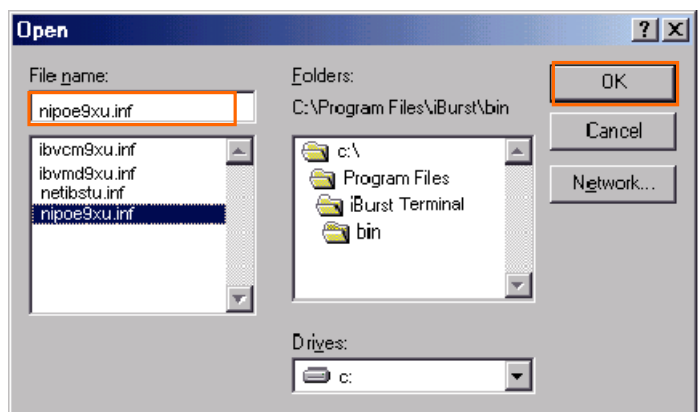 Open
File name:
nipoe9xu.inf
ibvcm9xu.inf
ibvmd9xu.inf
netibstu.inf
nipoe9xu.inf
Folders:
C:\Program Files\iBurst\bin
c:\
Program Files
iBurst Terminal
bin
Drives:
c:
OK
Cancel
Network...